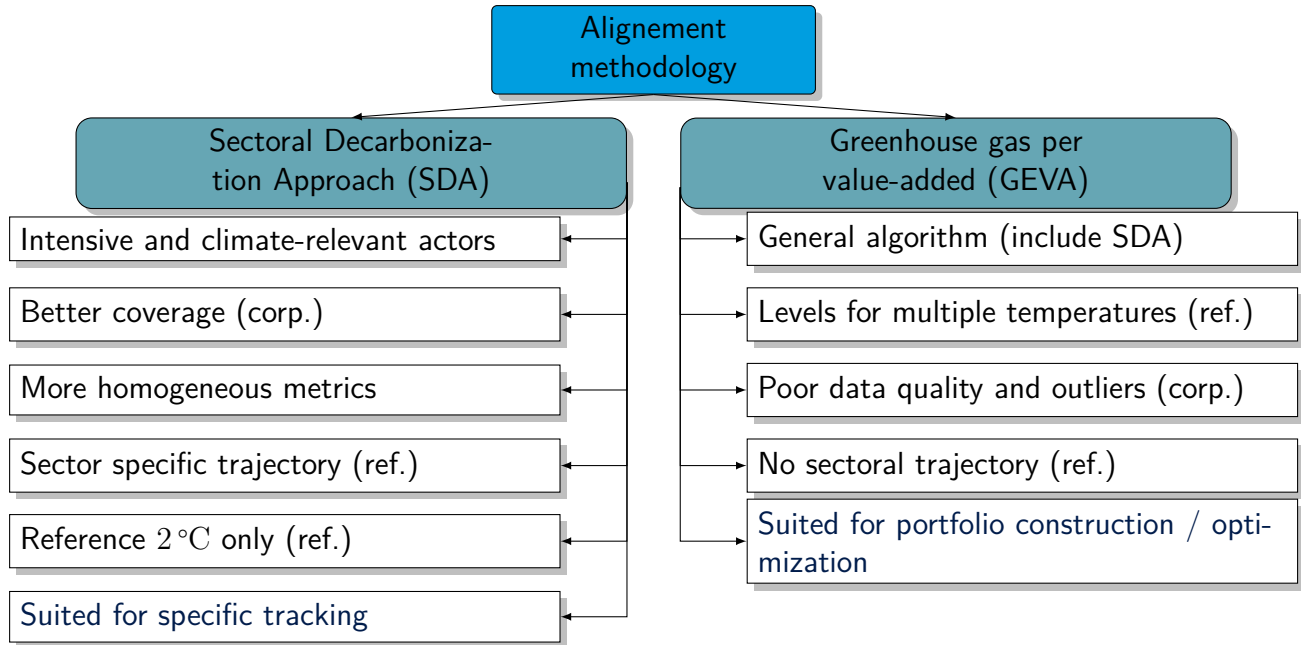 Alignement
methodology
Sectoral Decarboniza-
tion Approach (SDA)
Intensive and climate-relevant actors
Better coverage (corp.)
More homogeneous metrics
Sector specific trajectory (ref.)
Reference 2 °C only (ref.)
Suited for specific tracking
Greenhouse gas per
value-added (GEVA)
General algorithm (include SDA)
Levels for multiple temperatures (ref.)
Poor data quality and outliers (corp.)
No sectoral trajectory (ref.)
Suited for portfolio construction / opti-
mization